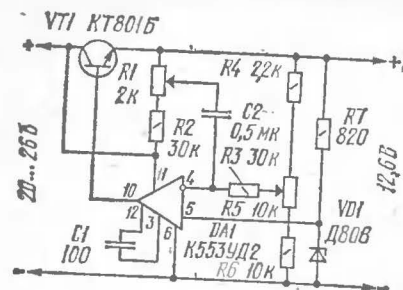 VT1 КТ801Б
+
+
R1
2К
R4 2,2К
C2
0,5 МК
R7
820
R2
30К
R3 30К
20...26В
12,6В
11
4
10
12
3
6
5
R5 10К
VD1
Д808
C1
100
DA1
К553УД2
R6 10К
-
-